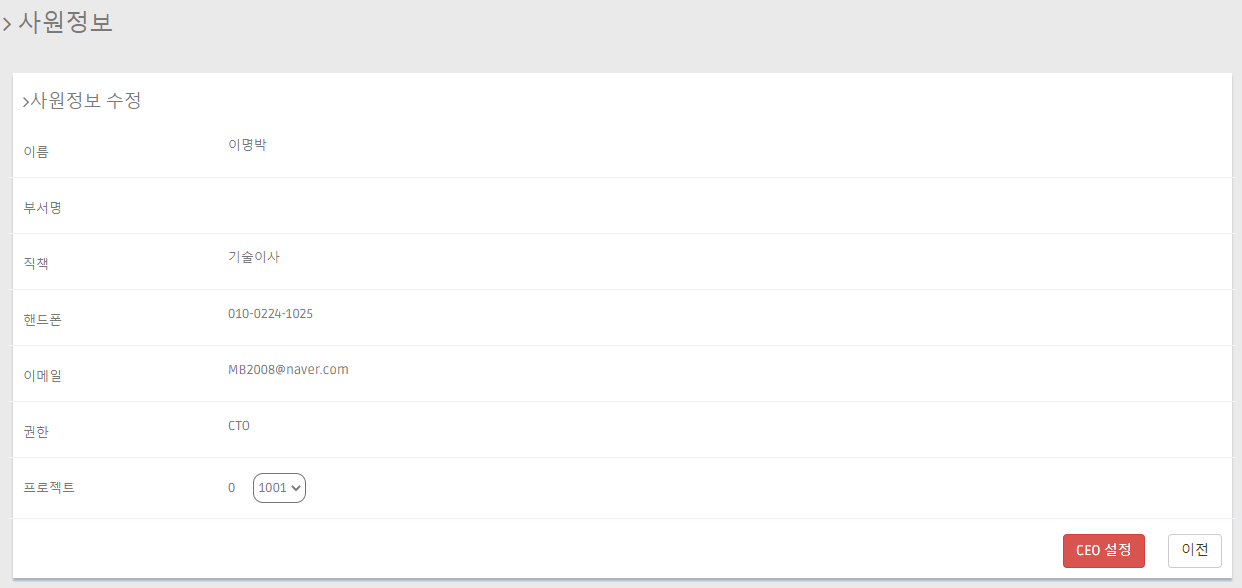 > 사원정보
>사원정보 수정
이름 이명박
부서명
직책 기술이사
핸드폰 010-0224-1025
이메일 MB2008@naver.com
권한 CTO
프로젝트 0 1001
CEO 설정 이전